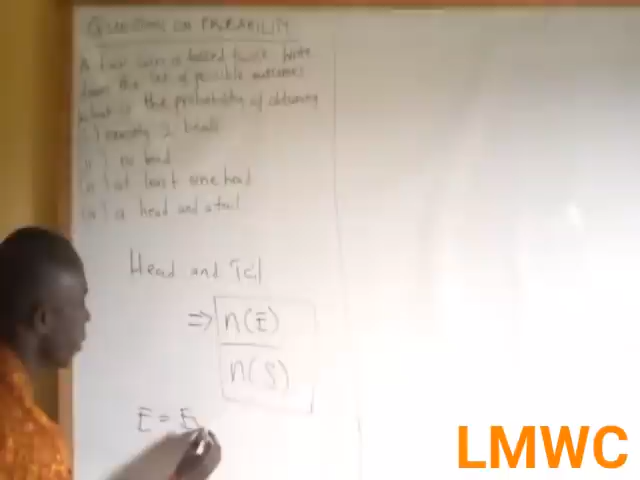 QUESTIONS ON PROBABILITY
A fair coin is tossed twice. Write
down the set of possible outcomes.
What is the probability of obtaining
(i) exactly 2 heads
(ii) no head
(iii) at least one head
(iv) a head and a tail
Head and Tail
⇒ n(E)
n(S)
E = E
LMWC